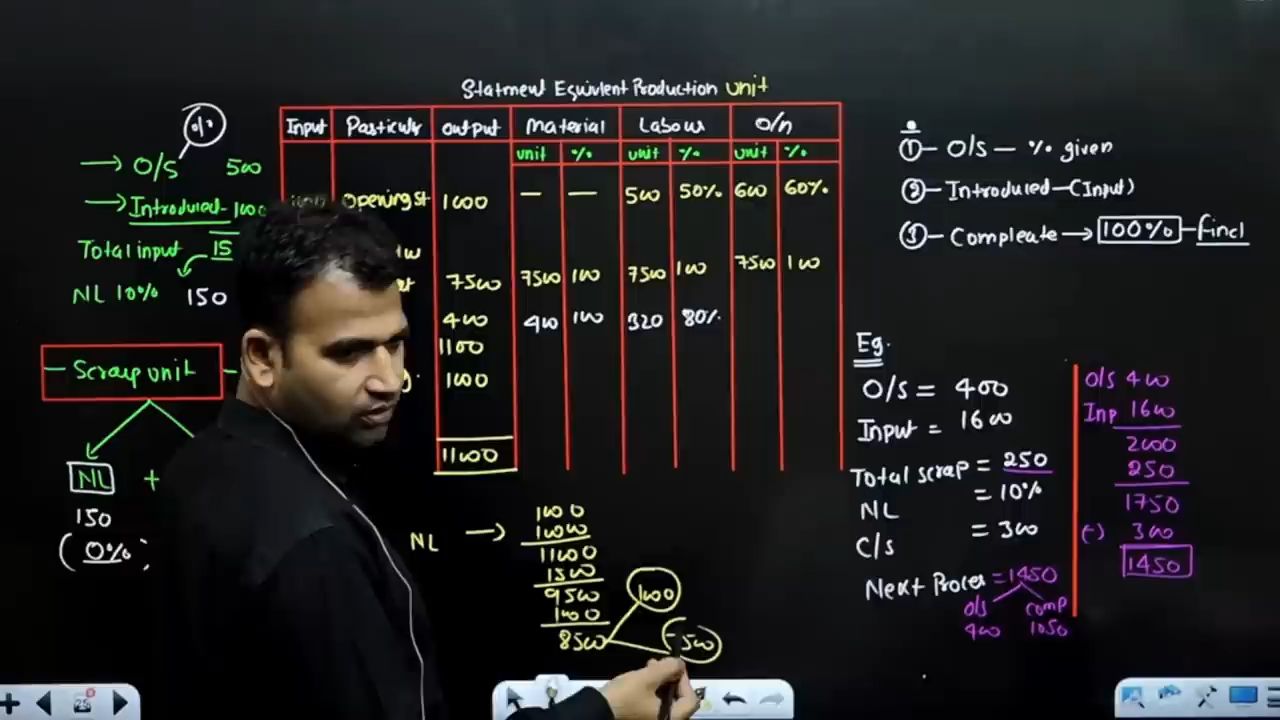 Statment Equivlent Production unit
Input Particulr output Material Labour O/h
unit % unit % unit %
Opening st 1000 — — 500 50% 600 60%
7500 7500 100 7500 100 7500 100
400 400 100 320 80%
1100
1000
11000
O/S 500
Introduced - 1000
Total input 15
NL 10% 150
Scrap unit
NL +
150
(0%)
NL → 1000
1000
11000
1500
9500
1000
8500
1000
500
① - O/S - % given
② - Introduced - (Input)
③ - Compleate → 100% - final
Eg.
O/S = 400
Input = 1600
Total scrap = 250
NL = 10%
C/S = 300
Next Proces = 1450
O/s comp
400 1050
O/S 400
Inp 1600
2000
250
1750
(-) 300
1450